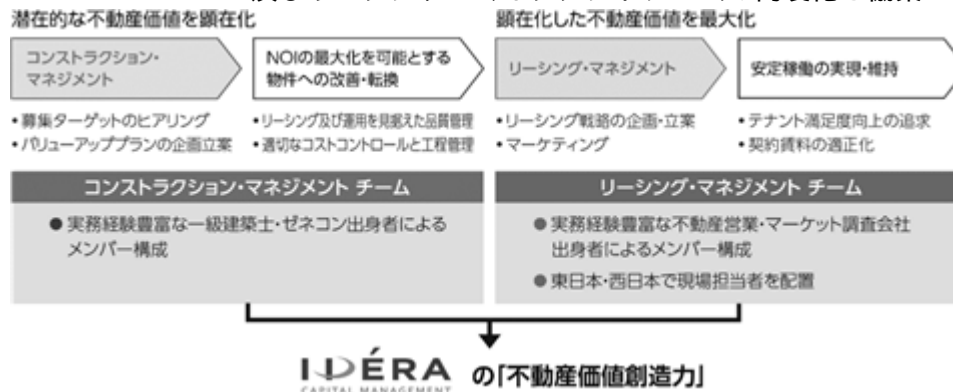 潜在的な不動産価値を顕在化
顕在化した不動産価値を最大化
コンストラクション・
マネジメント
NOIの最大化を可能とする
物件への改善・転換
リーシング・マネジメント
安定稼働の実現・維持
•募集ターゲットのヒアリング
•バリューアッププランの企画立案
•リーシング及び運用を見据えた品質管理
•適切なコストコントロールと工程管理
•リーシング戦略の企画・立案
•マーケティング
•テナント満足度向上の追求
•契約賃料の適正化
コンストラクション・マネジメント チーム
● 実務経験豊富な一級建築士・ゼネコン出身者による
メンバー構成
リーシング・マネジメント チーム
● 実務経験豊富な不動産営業・マーケット調査会社
出身者によるメンバー構成
● 東日本・西日本で現場担当者を配置
IDÉRA の「不動産価値創造力」
CAPITAL MANAGEMENT